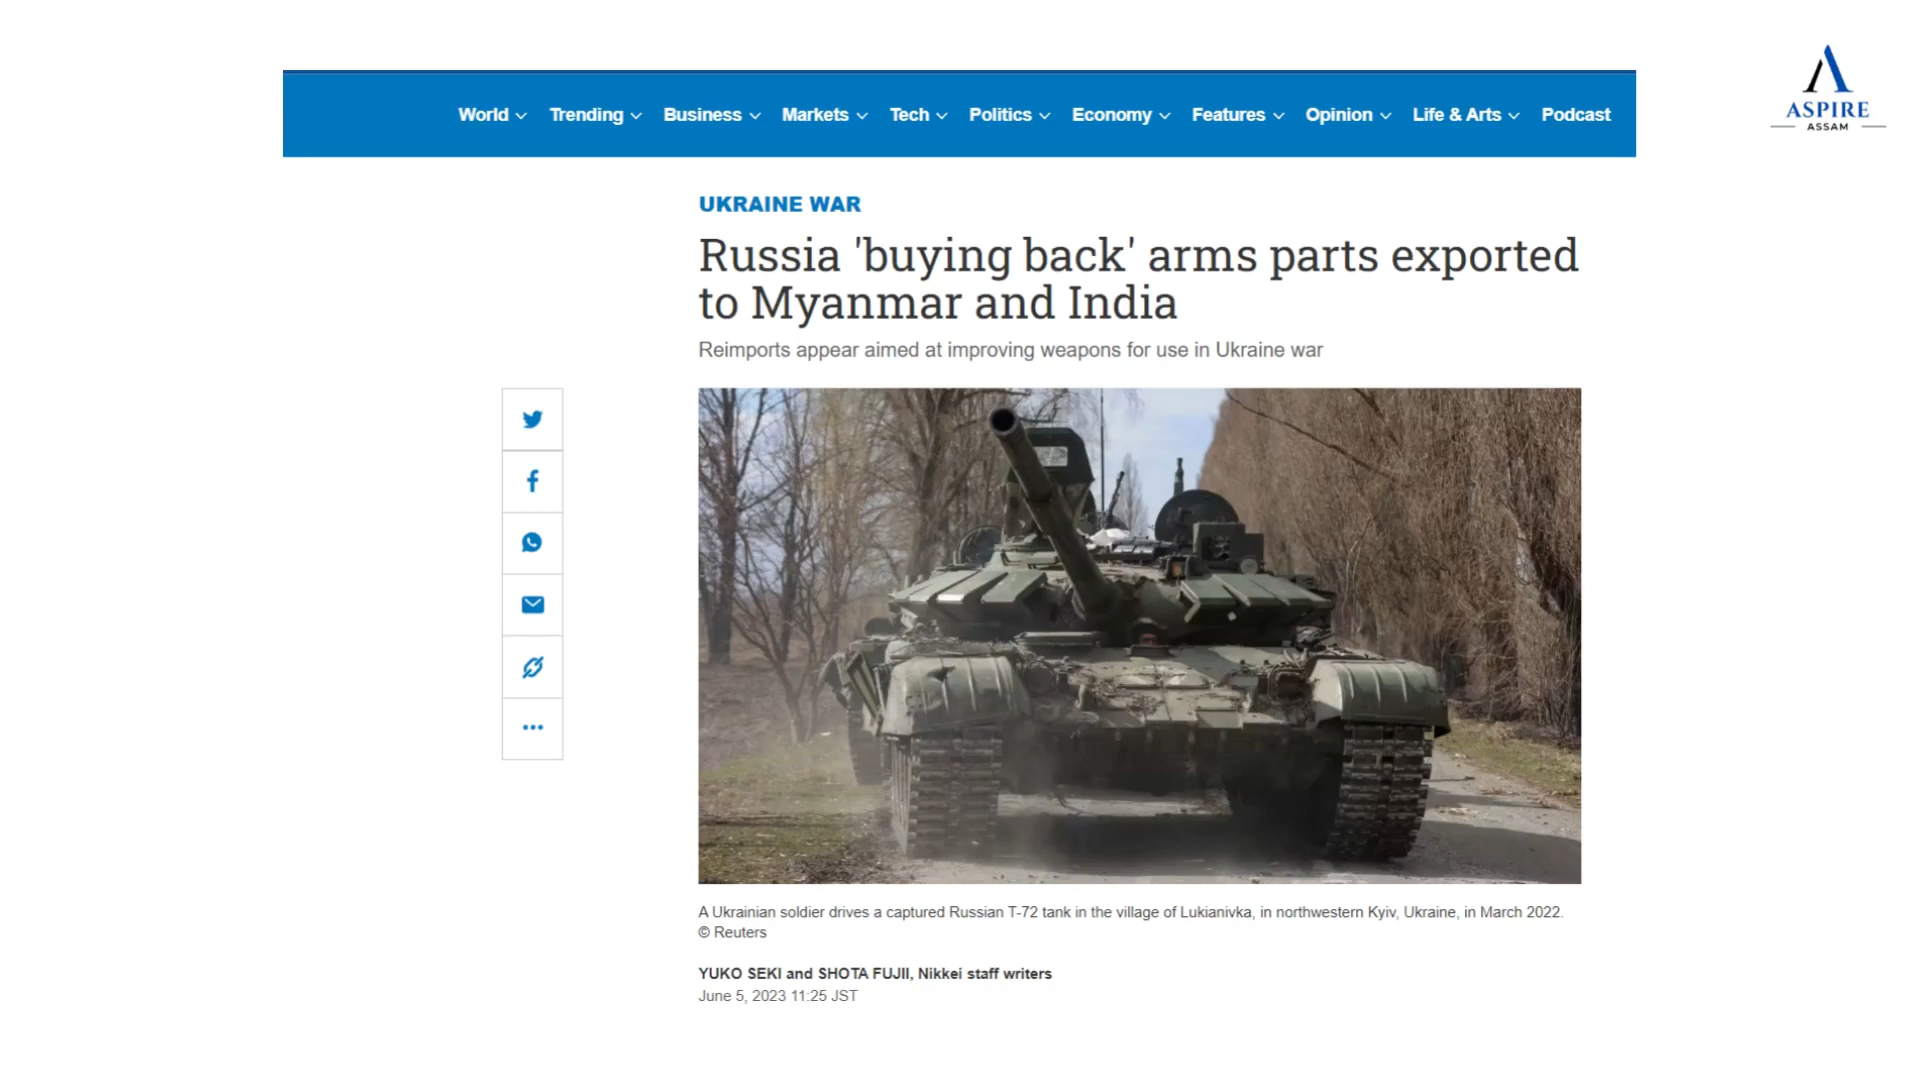 ASPIRE
ASSAM
World Trending Business Markets Tech Politics Economy Features Opinion Life & Arts Podcast
UKRAINE WAR
Russia 'buying back' arms parts exported
to Myanmar and India
Reimports appear aimed at improving weapons for use in Ukraine war
A Ukrainian soldier drives a captured Russian T-72 tank in the village of Lukianivka, in northwestern Kyiv, Ukraine, in March 2022.
© Reuters
YUKO SEKI and SHOTA FUJII, Nikkei staff writers
June 5, 2023 11:25 JST